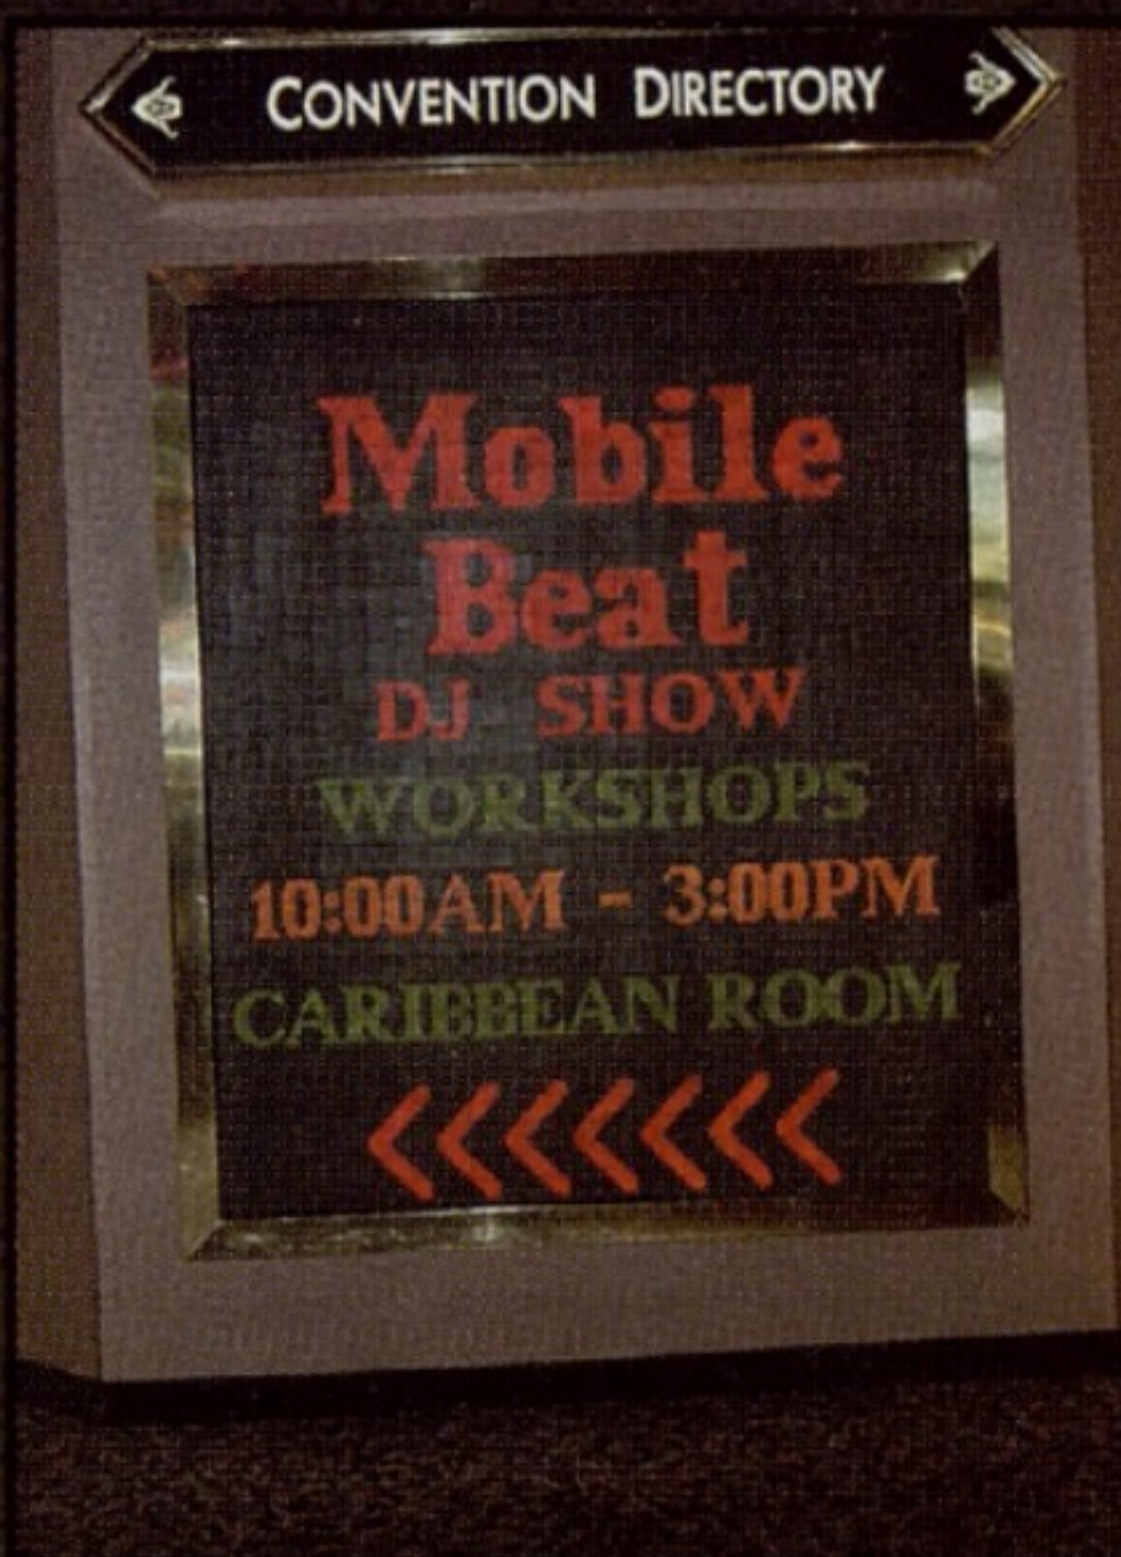 CONVENTION DIRECTORY
Mobile
Beat
DJ SHOW
WORKSHOPS
10:00AM - 3:00PM
CARIBBEAN ROOM
<<<<<<<